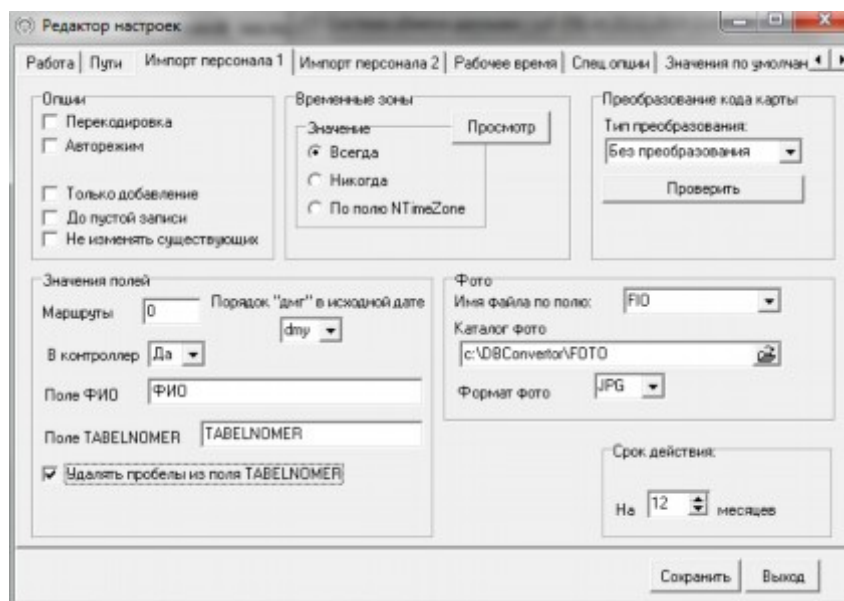 Редактор настроек
Работа Пути Импорт персонала 1 Импорт персонала 2 Рабочее время Спец опции Значения по умолчан
Опции
Перекодировка
Авторежим
Только добавление
До пустой записи
Не изменять существующих
Временные зоны
Значение
Просмотр
Всегда
Никогда
По полю NTimeZone
Преобразование кода карты
Тип преобразования:
Без преобразования
Проверить
Значения полей
Маршруты 0
Порядок "дмг" в исходной дате
dmy
В контроллер Да
Поле ФИО ФИО
Поле TABELNOMER TABELNOMER
Удалять пробелы из поля TABELNOMER
Фото
Имя файла по полю: FIO
Каталог фото
c:\DBConvertor\FOTO
Формат фото JPG
Срок действия:
На 12 месяцев
Сохранить Выход